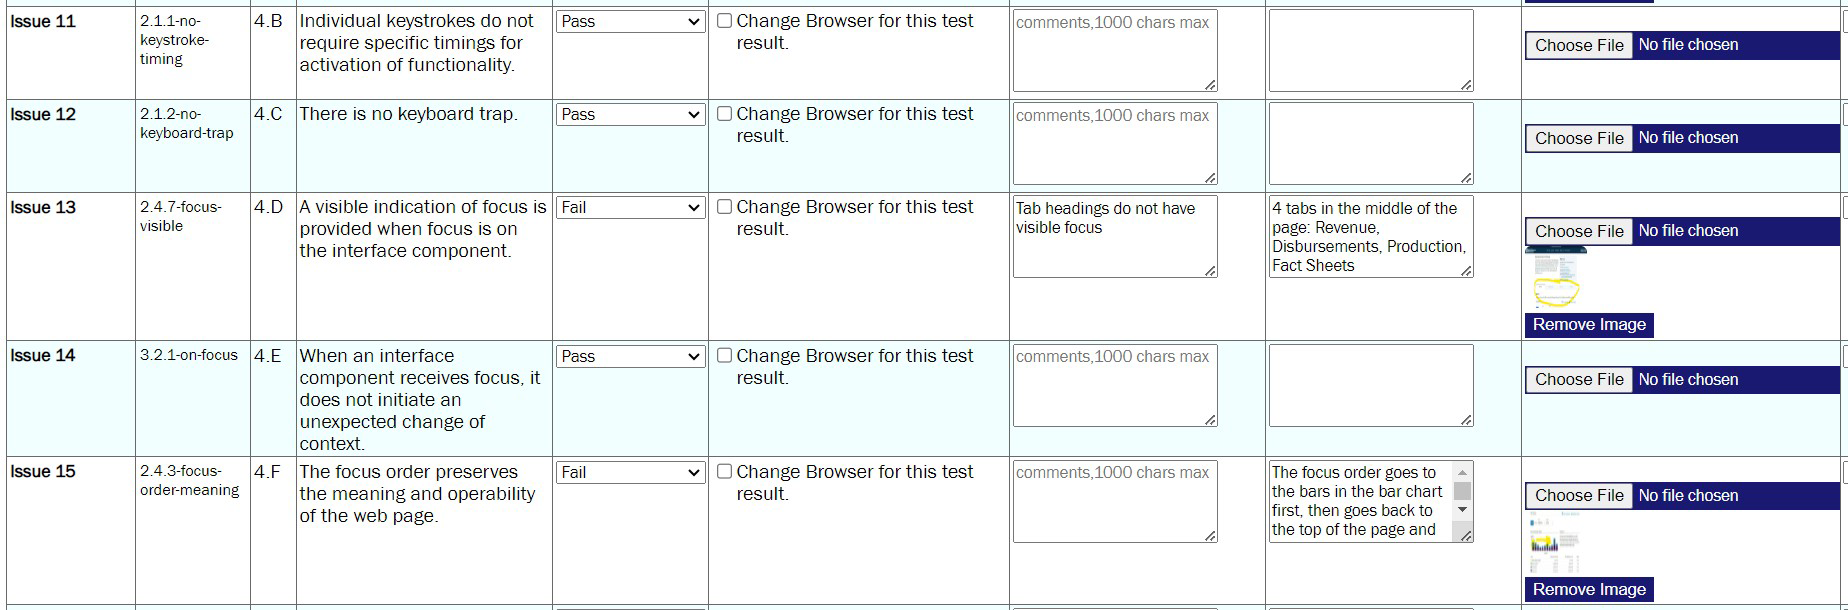 Issue 11
2.1.1-no-
keystroke-
timing
4.B
Individual keystrokes do not
require specific timings for
activation of functionality.
Pass
Change Browser for this test
result.
comments,1000 chars max
Choose File No file chosen
Issue 12
2.1.2-no-
keyboard-trap
4.C
There is no keyboard trap.
Pass
Change Browser for this test
result.
comments,1000 chars max
Choose File No file chosen
Issue 13
2.4.7-focus-
visible
4.D
A visible indication of focus is
provided when focus is on
the interface component.
Fail
Change Browser for this test
result.
Tab headings do not have
visible focus
4 tabs in the middle of the
page: Revenue,
Disbursements, Production,
Fact Sheets
Choose File No file chosen
Remove Image
Issue 14
3.2.1-on-focus
4.E
When an interface
component receives focus, it
does not initiate an
unexpected change of
context.
Pass
Change Browser for this test
result.
comments,1000 chars max
Choose File No file chosen
Issue 15
2.4.3-focus-
order-meaning
4.F
The focus order preserves
the meaning and operability
of the web page.
Fail
Change Browser for this test
result.
comments,1000 chars max
The focus order goes to
the bars in the bar chart
first, then goes back to
the top of the page and
Choose File No file chosen
Remove Image